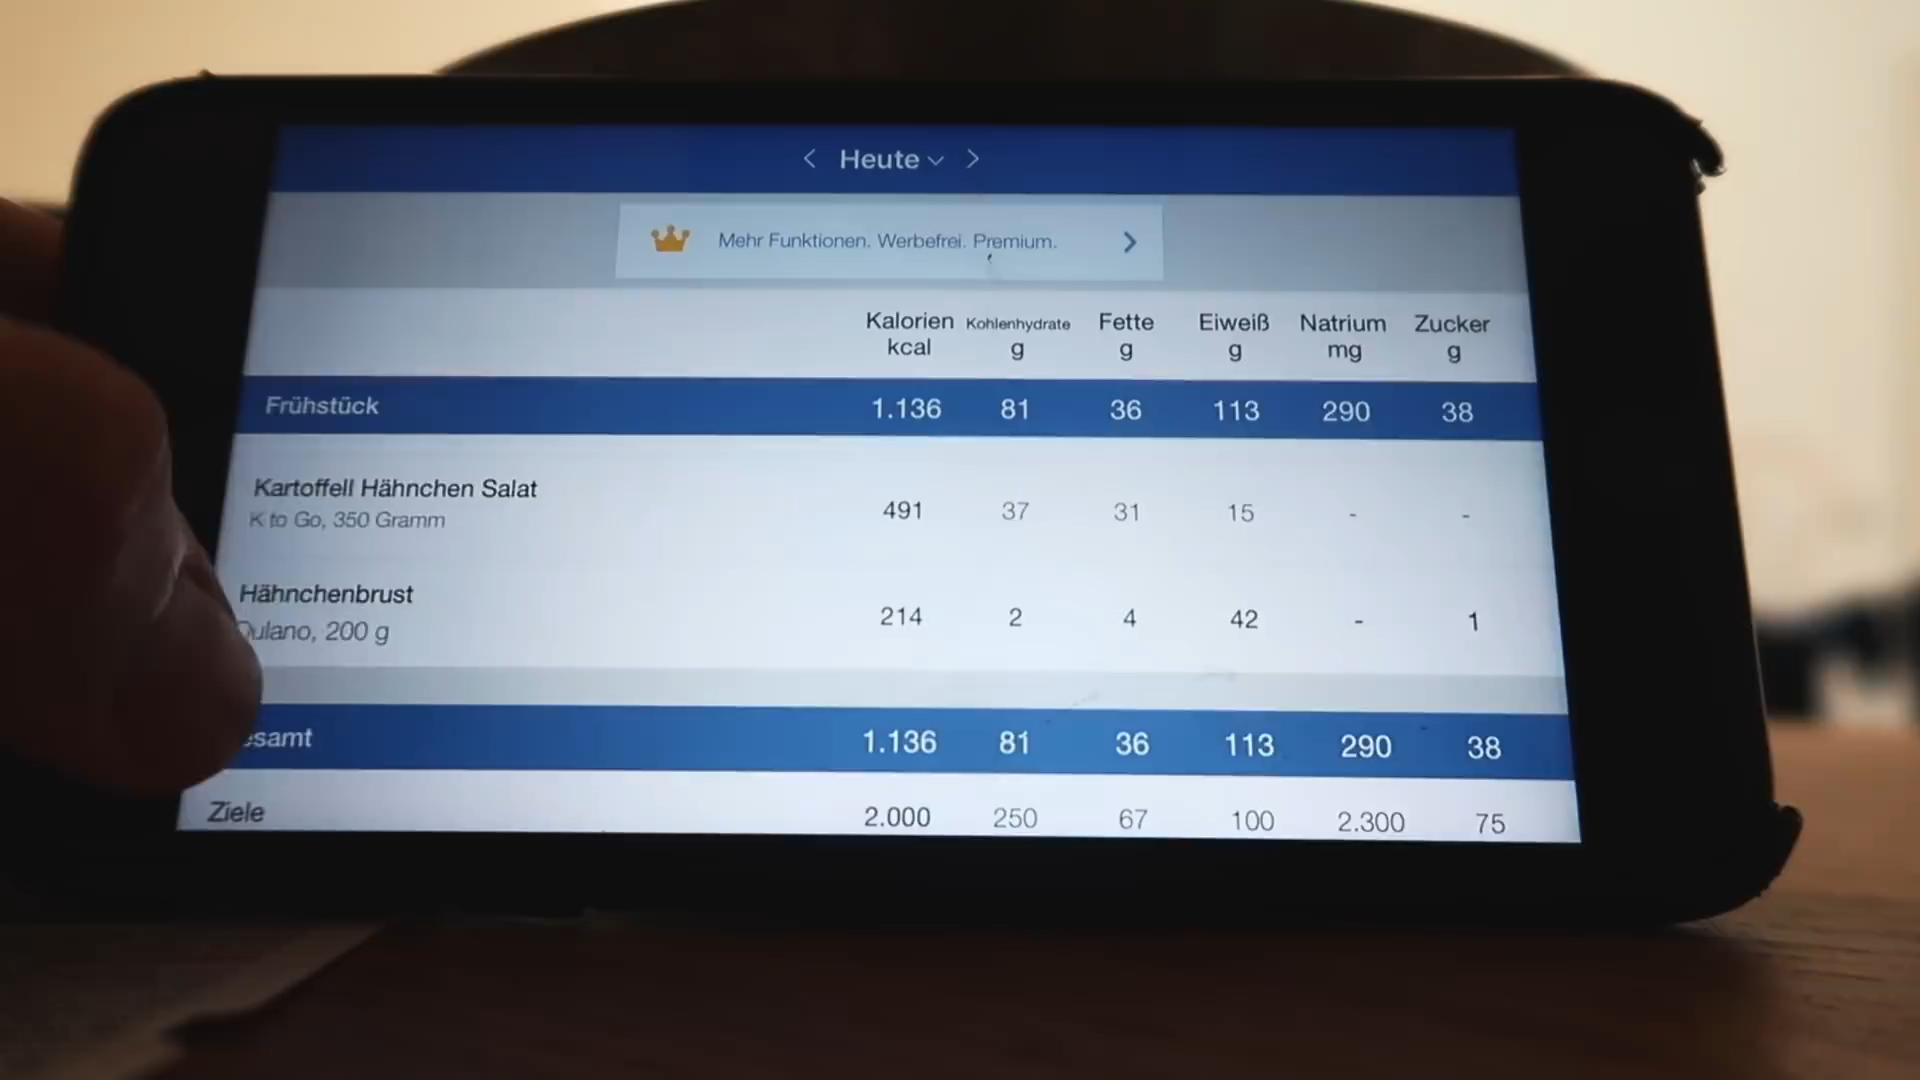 < Heute >
Mehr Funktionen. Werbefrei. Premium.
Kalorien kcal Kohlenhydrate g Fette g Eiweiß g Natrium mg Zucker g
Frühstück 1.136 81 36 113 290 38
Kartoffell Hähnchen Salat
K to Go, 350 Gramm 491 37 31 15 - -
Hähnchenbrust
ulano, 200 g 214 2 4 42 - 1
samt 1.136 81 36 113 290 38
Ziele 2.000 250 67 100 2.300 75